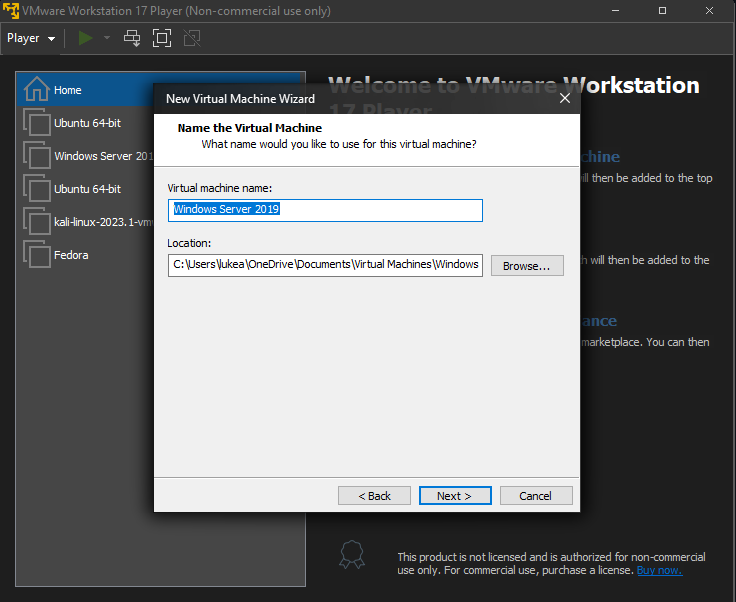 VMware Workstation 17 Player (Non-commercial use only)
Player
Home
Ubuntu 64-bit
Windows Server 201
Ubuntu 64-bit
kali-linux-2023.1-vmw
Fedora
Welcome to VMware Workstation
17 Player
New Virtual Machine Wizard
Name the Virtual Machine
What name would you like to use for this virtual machine?
Virtual machine name:
Windows Server 2019
Location:
C:\Users\lukea\OneDrive\Documents\Virtual Machines\Windows
Browse...
< Back
Next >
Cancel
chine
ill then be added to the top
h will then be added to the
ance
marketplace. You can then
This product is not licensed and is authorized for non-commercial
use only. For commercial use, purchase a license. Buy now.